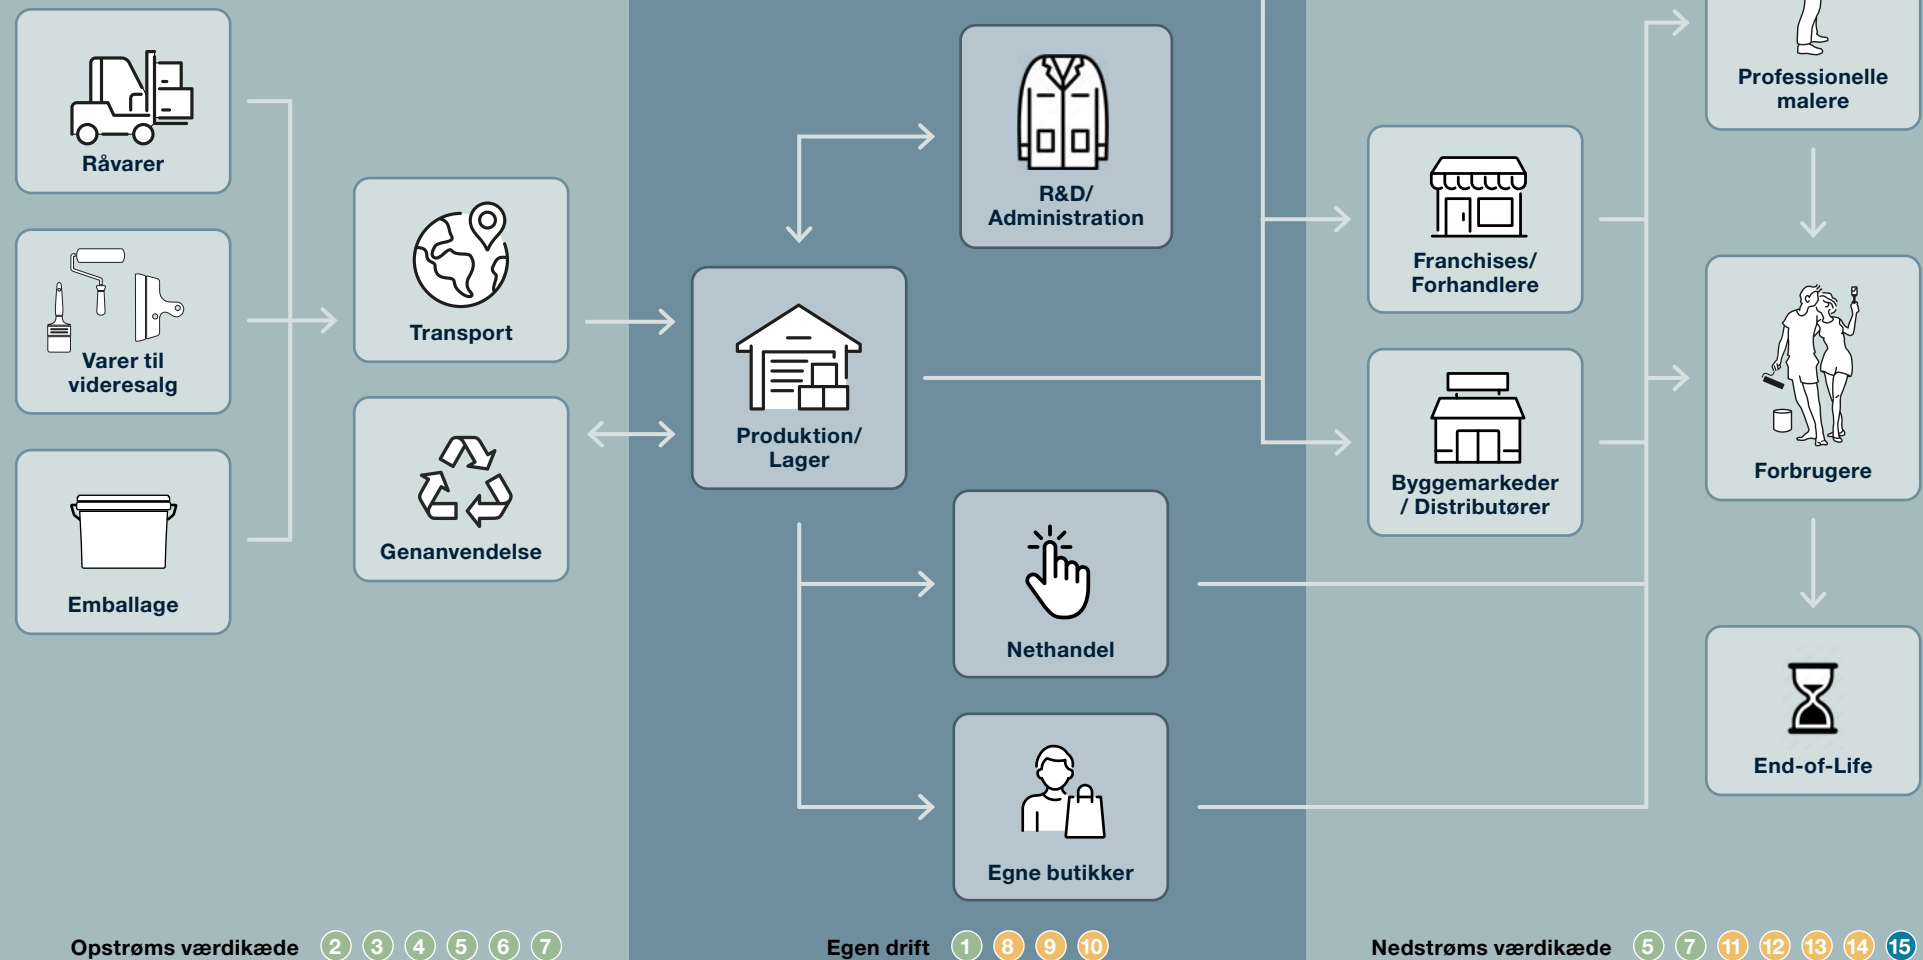 Råvarer
Varer til
videresalg
Emballage
Transport
Genanvendelse
R&D/
Administration
Produktion/
Lager
Nethandel
Egne butikker
Franchises/
Forhandlere
Byggemarkeder
/ Distributører
Professionelle
malere
Forbrugere
End-of-Life
Opstrøms værdikæde 2 3 4 5 6 7
Egen drift 1 8 9 10
Nedstrøms værdikæde 5 7 11 12 13 14 15